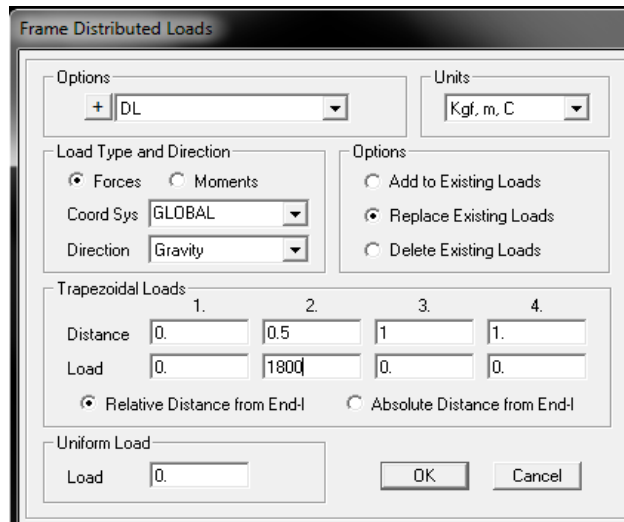 Frame Distributed Loads
Options
+ DL
Units
Kgf, m, C
Load Type and Direction
Forces Moments
Coord Sys GLOBAL
Direction Gravity
Options
Add to Existing Loads
Replace Existing Loads
Delete Existing Loads
Trapezoidal Loads
1. 2. 3. 4.
Distance 0. 0.5 1 1.
Load 0. 1800 0. 0.
Relative Distance from End-I Absolute Distance from End-I
Uniform Load
Load 0.
OK Cancel